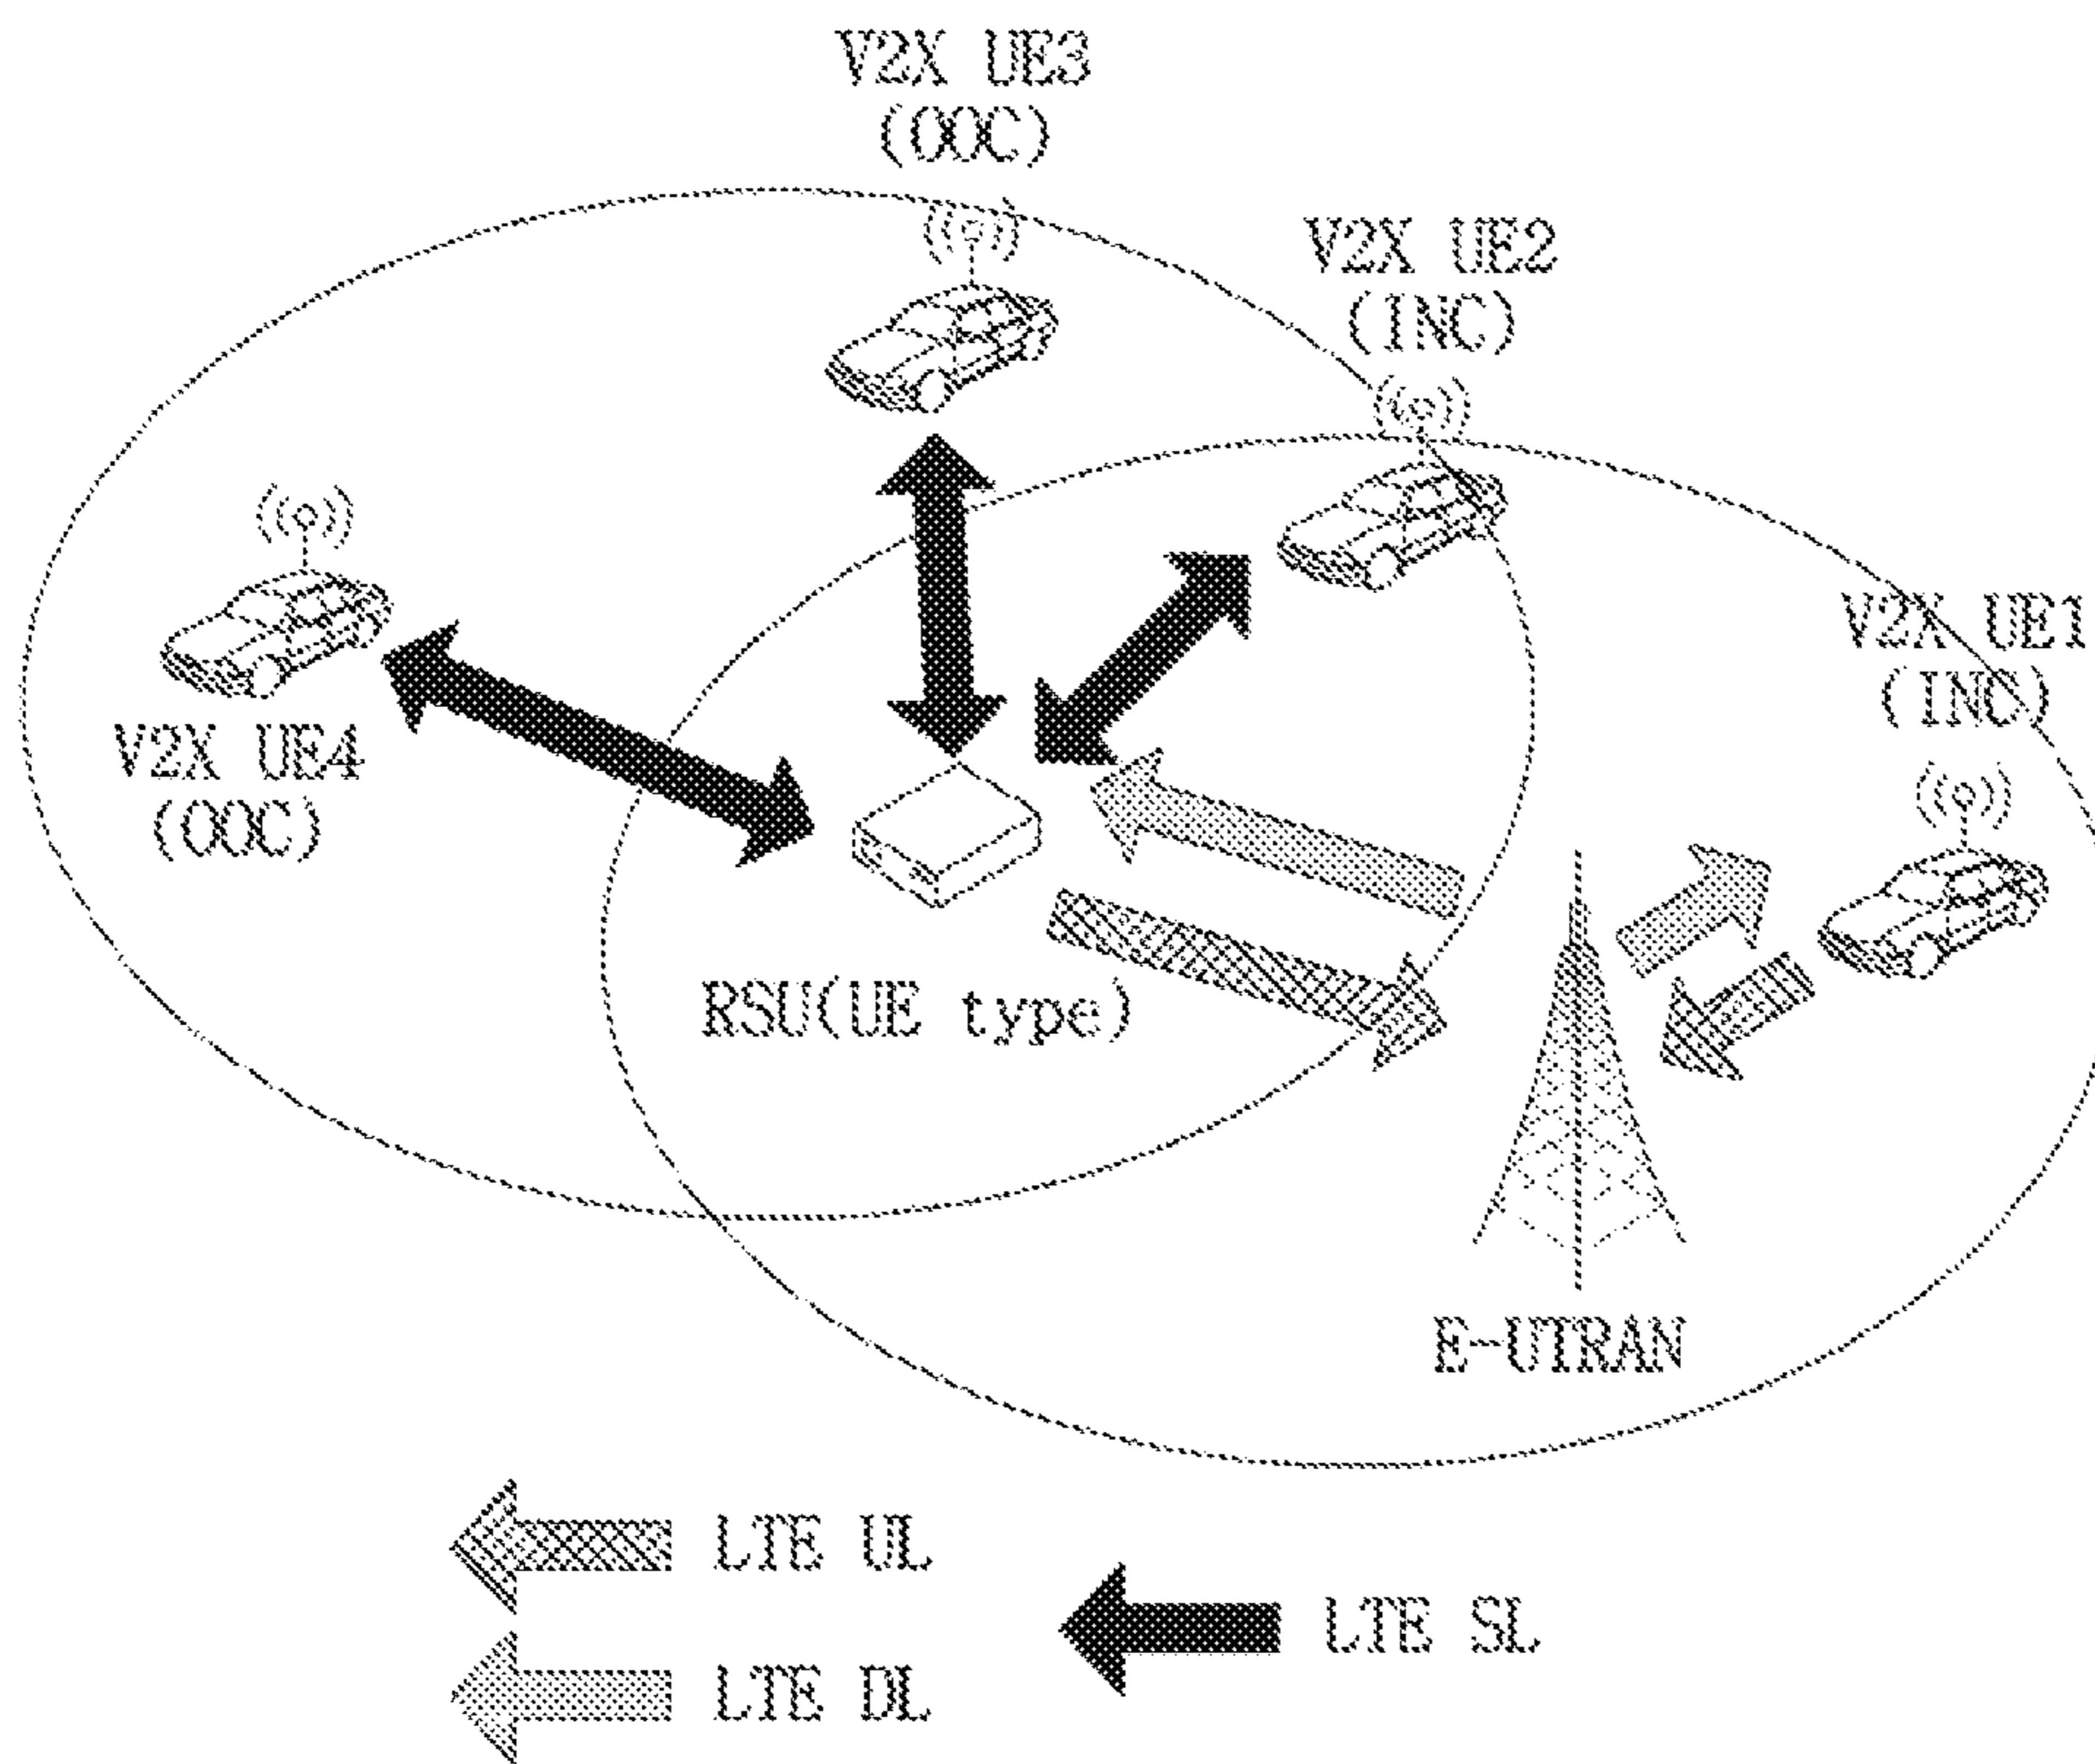 V2X UE3
(OOC)
V2X UE2
(INC)
V2X UE1
(INC)
V2X UE4
(OOC)
RSU(UE type)
E-UTRAN
LTE UL
LTE SL
LTE DL